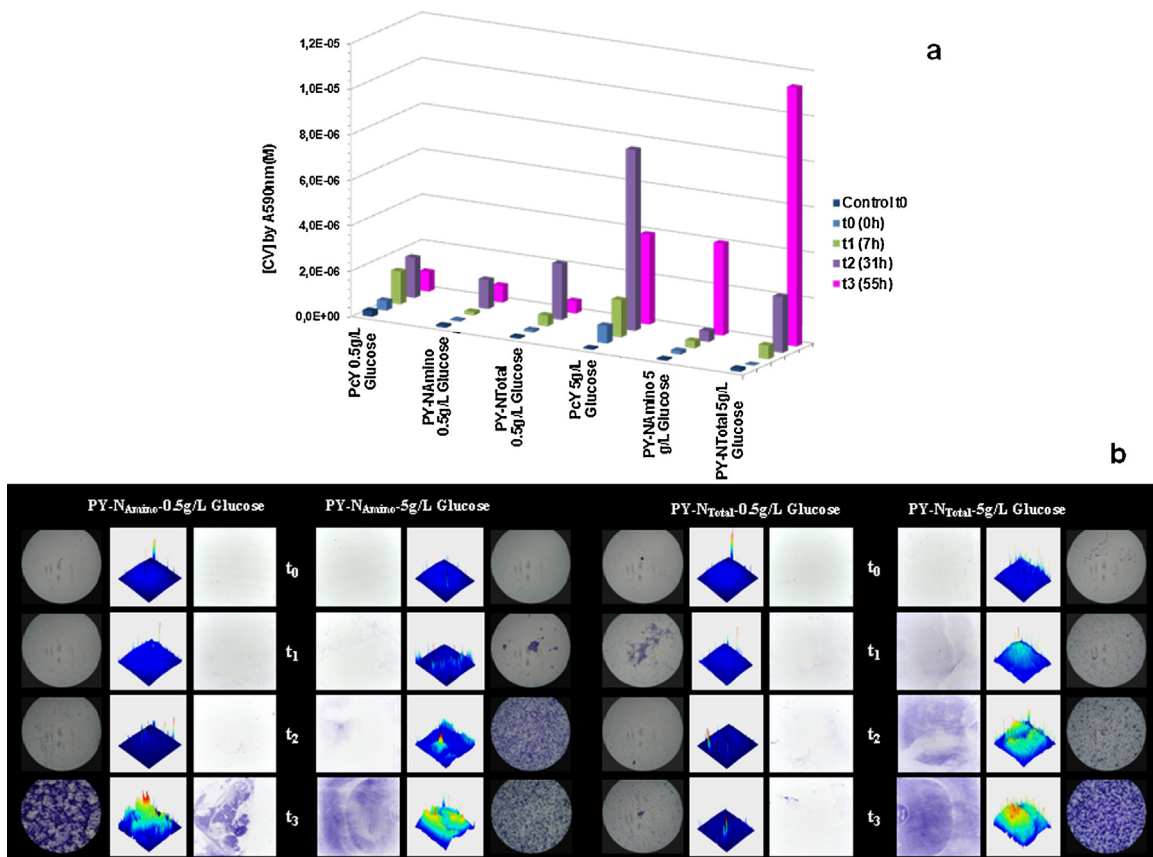 a
1,2E-05
1,0E-05
8,0E-06
6,0E-06
4,0E-06
2,0E-06
0,0E+00
[CV] by A590nm(M)
Control t0
t0 (0h)
t1 (7h)
t2 (31h)
t3 (55h)
PcY 0.5g/L
Glucose
PY-NAmino
0.5g/L Glucose
PY-NTotal
0.5g/L Glucose
PcY 5g/L
Glucose
PY-NAmino 5
g/L Glucose
PY-NTotal 5g/L
Glucose
b
PY-NAmino-0.5g/L Glucose
PY-NAmino-5g/L Glucose
PY-NTotal-0.5g/L Glucose
PY-NTotal-5g/L Glucose
t0
t0
t1
t1
t2
t2
t3
t3